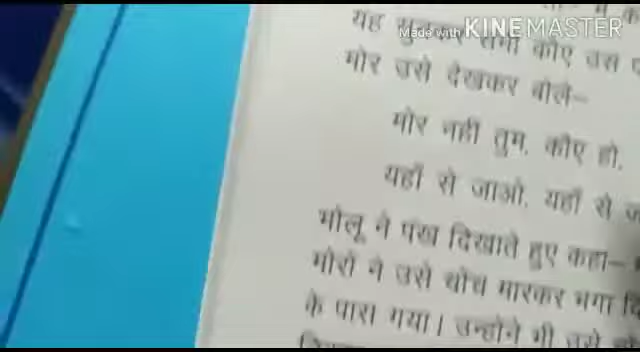 यह सुनकर सभी कौए उस
Made with KINEMASTER
मोर उसे देखकर बोले–
मोर नहीं तुम, कौए हो,
यहाँ से जाओ, यहाँ से
भोलू ने पंख दिखाते हुए कहा–
मोरों ने उसे चोंच मारकर भगा
के पास गया। उन्होंने भी उसे